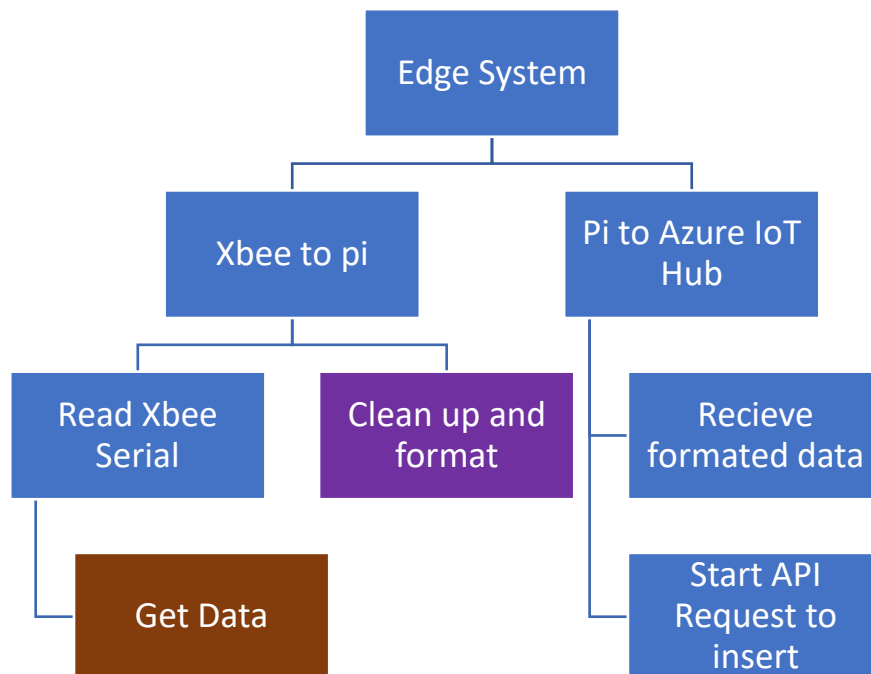 Edge System
Xbee to pi
Pi to Azure IoT
Hub
Read Xbee
Serial
Clean up and
format
Recieve
formated data
Get Data
Start API
Request to
insert